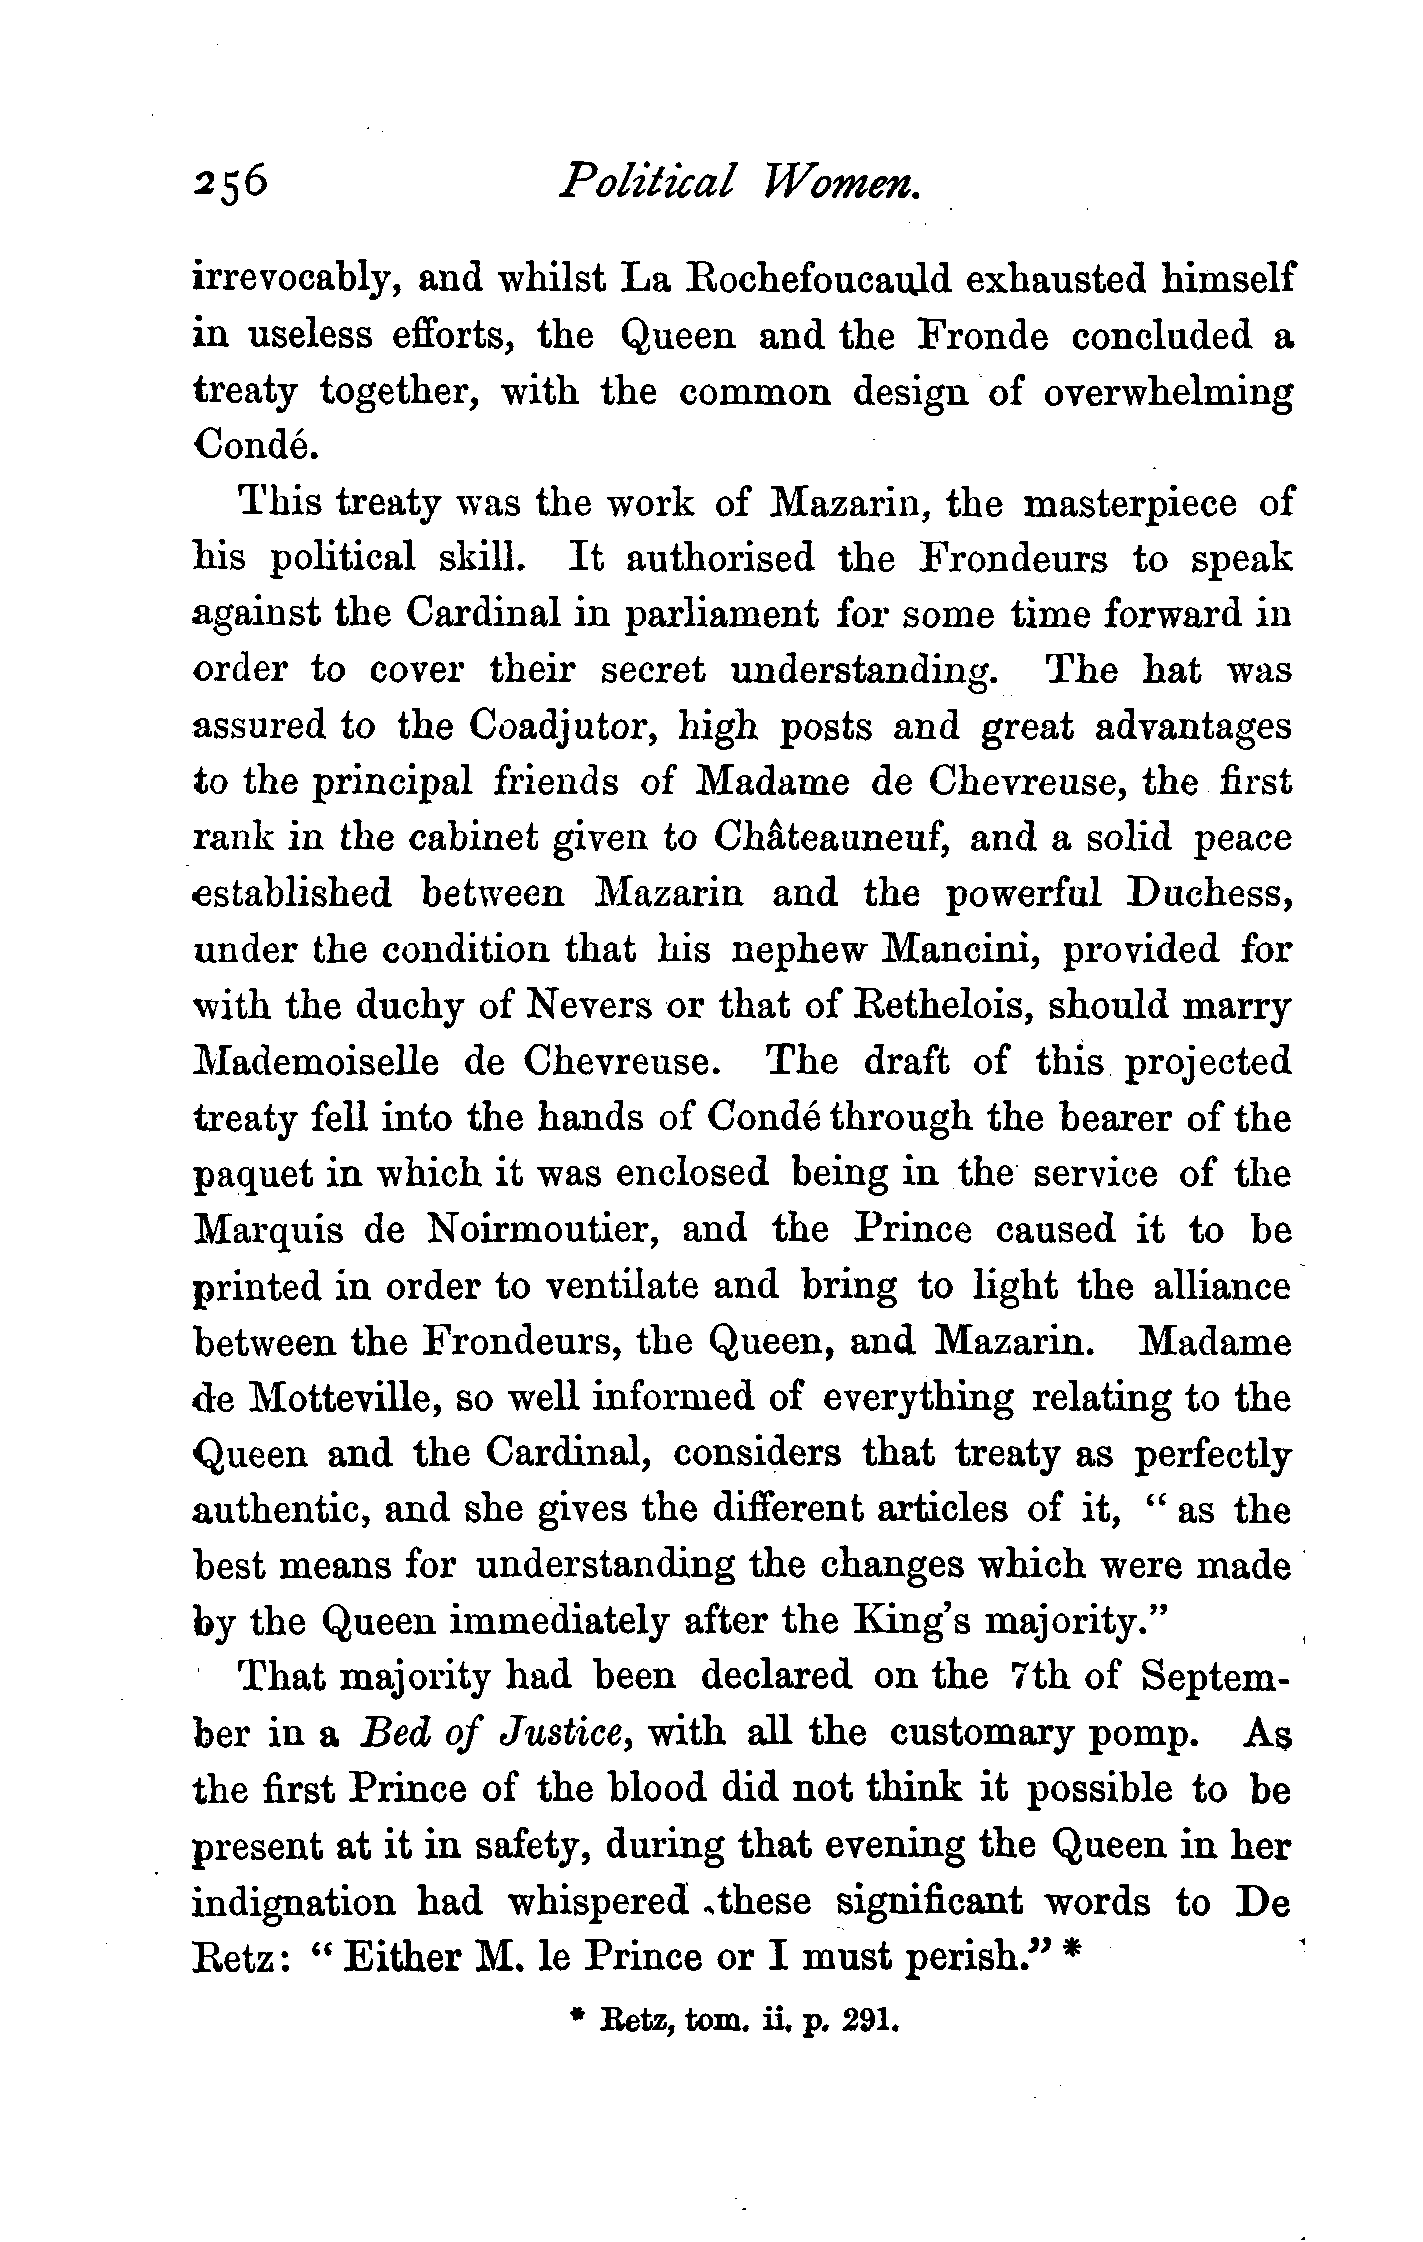 256 Political Women.
irrevocably, and whilst La Rochefoucauld exhausted himself
in useless efforts, the Queen and the Fronde concluded a
treaty together, with the common design of overwhelming
Condé.
This treaty was the work of Mazarin, the masterpiece of
his political skill. It authorised the Frondeurs to speak
against the Cardinal in parliament for some time forward in
order to cover their secret understanding. The hat was
assured to the Coadjutor, high posts and great advantages
to the principal friends of Madame de Chevreuse, the first
rank in the cabinet given to Châteauneuf, and a solid peace
established between Mazarin and the powerful Duchess,
under the condition that his nephew Mancini, provided for
with the duchy of Nevers or that of Rethelois, should marry
Mademoiselle de Chevreuse. The draft of this projected
treaty fell into the hands of Condé through the bearer of the
paquet in which it was enclosed being in the service of the
Marquis de Noirmoutier, and the Prince caused it to be
printed in order to ventilate and bring to light the alliance
between the Frondeurs, the Queen, and Mazarin. Madame
de Motteville, so well informed of everything relating to the
Queen and the Cardinal, considers that treaty as perfectly
authentic, and she gives the different articles of it, “ as the
best means for understanding the changes which were made
by the Queen immediately after the King’s majority.”
That majority had been declared on the 7th of Septem-
ber in a Bed of Justice, with all the customary pomp. As
the first Prince of the blood did not think it possible to be
present at it in safety, during that evening the Queen in her
indignation had whispered these significant words to De
Retz: “ Either M. le Prince or I must perish.” *
* Retz, tom. ii. p. 291.